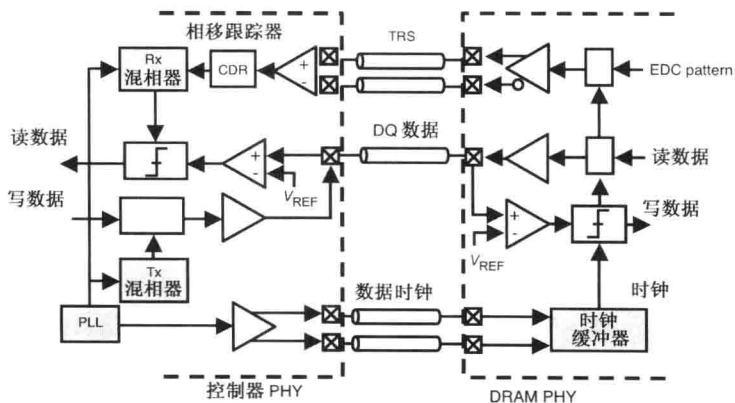 相移跟踪器
TRS
Rx
混相器
CDR
+
-
EDC pattern
读数据
DQ 数据
+
-
VREF
读数据
写数据
+
-
VREF
写数据
Tx
混相器
PLL
数据时钟
时钟
时钟
缓冲器
控制器 PHY
DRAM PHY